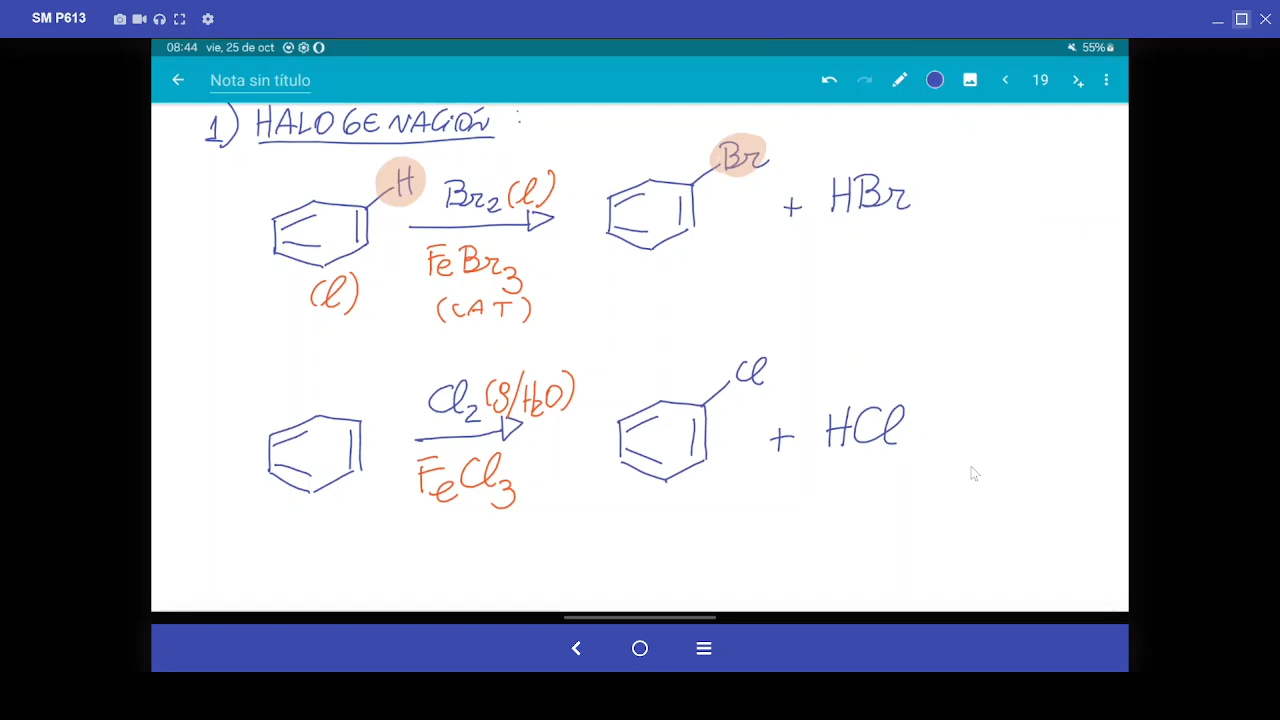 SM P613
08:44 vie, 25 de oct 55%
Nota sin título 19
1) HALOGENACIÓN :
H Br2 (l) Br + HBr
FeBr3
(l) (CAT)
Cl2 (g/H2O) Cl + HCl
FeCl3